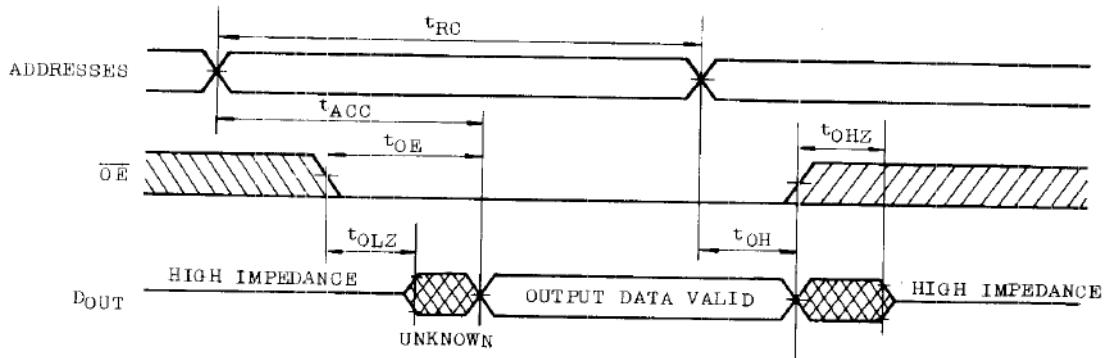 tRC
ADDRESSES
tACC
tOE
tOHZ
OE
tOLZ
tOH
HIGH IMPEDANCE
DOUT
OUTPUT DATA VALID
HIGH IMPEDANCE
UNKNOWN